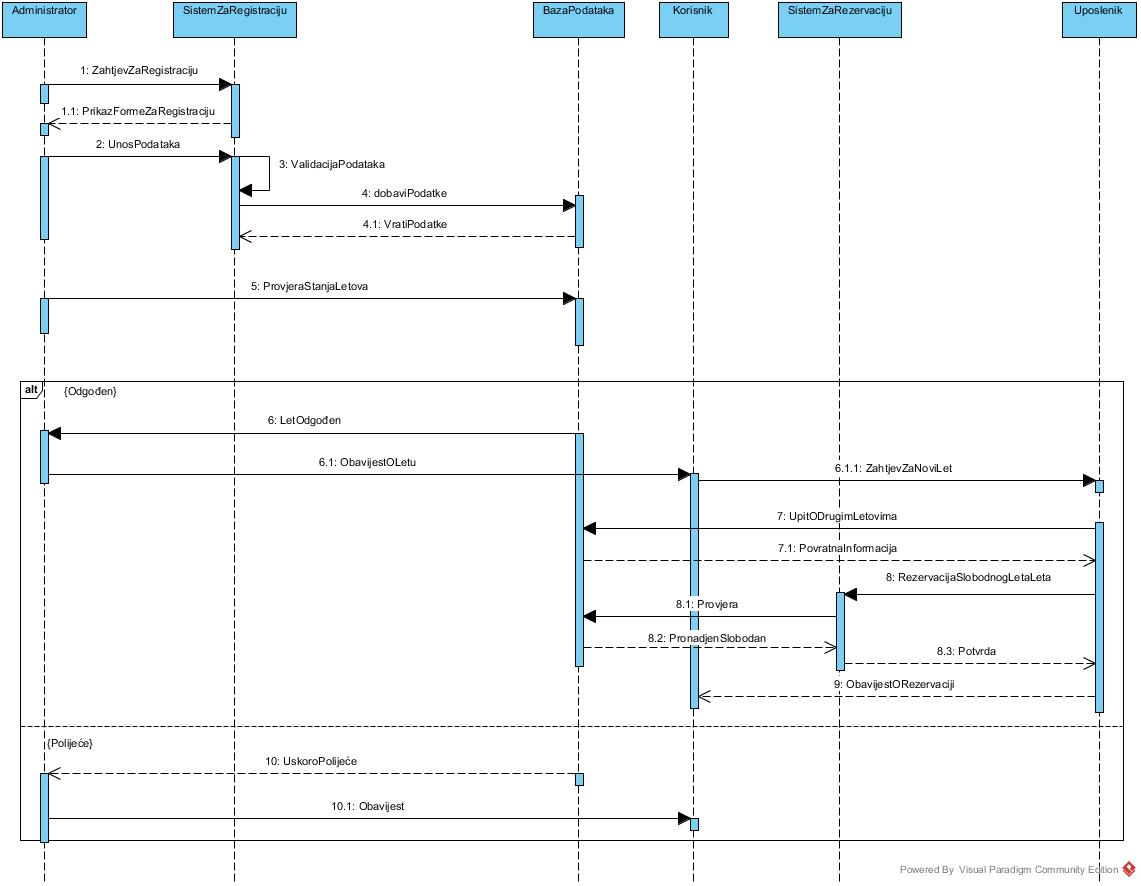 Administrator
SistemZaRegistraciju
BazaPodataka
Korisnik
SistemZaRezervaciju
Uposlenik
1: ZahtjevZaRegistraciju
1.1: PrikazFormeZaRegistraciju
2: UnosPodataka
3: ValidacijaPodataka
4: dobaviPodatke
4.1: VratiPodatke
5: ProvjeraStanjaLetova
alt
{Odgođen}
6: LetOdgođen
6.1: ObavijestOLetu
6.1.1: ZahtjevZaNoviLet
7: UpitODrugimLetovima
7.1: PovratnaInformacija
8: RezervacijaSlobodnogLetaLeta
8.1: Provjera
8.2: PronadjenSlobodan
8.3: Potvrda
9: ObavijestORezervaciji
{Polijeće}
10: UskoroPolijeće
10.1: Obavijest
Powered By Visual Paradigm Community Edition